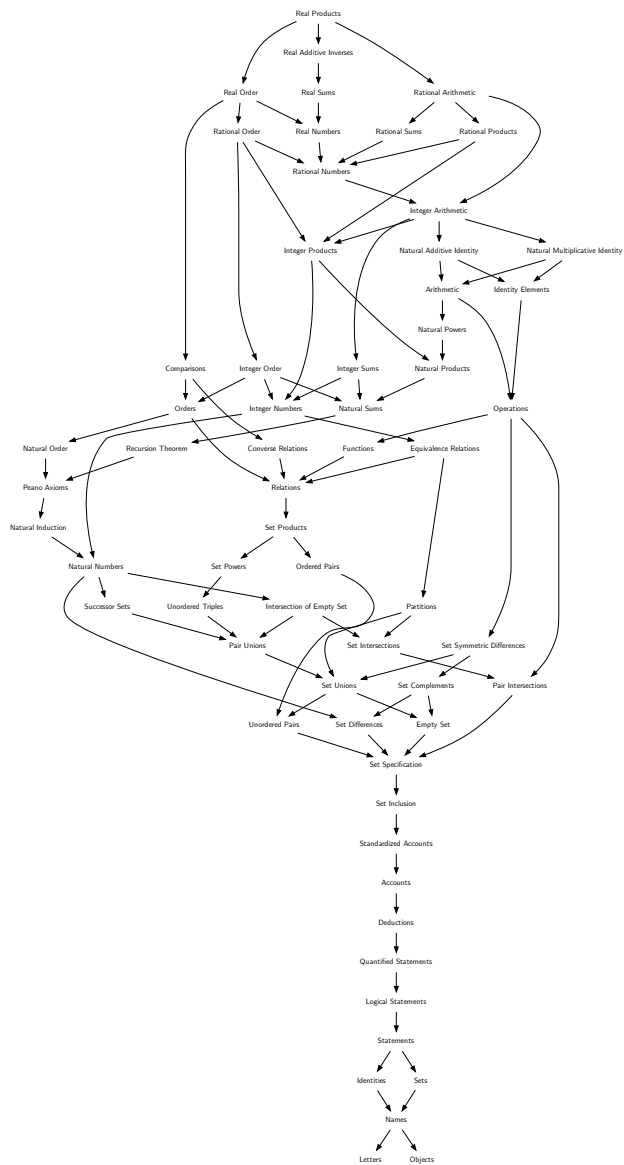 Real Products
Real Additive Inverses
Real Order
Real Sums
Rational Arithmetic
Rational Order
Real Numbers
Rational Sums
Rational Products
Rational Numbers
Integer Arithmetic
Integer Products
Natural Additive Identity
Natural Multiplicative Identity
Arithmetic
Identity Elements
Natural Powers
Comparisons
Integer Order
Integer Sums
Natural Products
Orders
Integer Numbers
Natural Sums
Operations
Natural Order
Recursion Theorem
Converse Relations
Functions
Equivalence Relations
Peano Axioms
Relations
Natural Induction
Set Products
Natural Numbers
Set Powers
Ordered Pairs
Successor Sets
Unordered Triples
Intersection of Empty Set
Partitions
Pair Unions
Set Intersections
Set Symmetric Differences
Set Unions
Set Complements
Pair Intersections
Unordered Pairs
Set Differences
Empty Set
Set Specification
Set Inclusion
Standardized Accounts
Accounts
Deductions
Quantified Statements
Logical Statements
Statements
Identities
Sets
Names
Letters
Objects